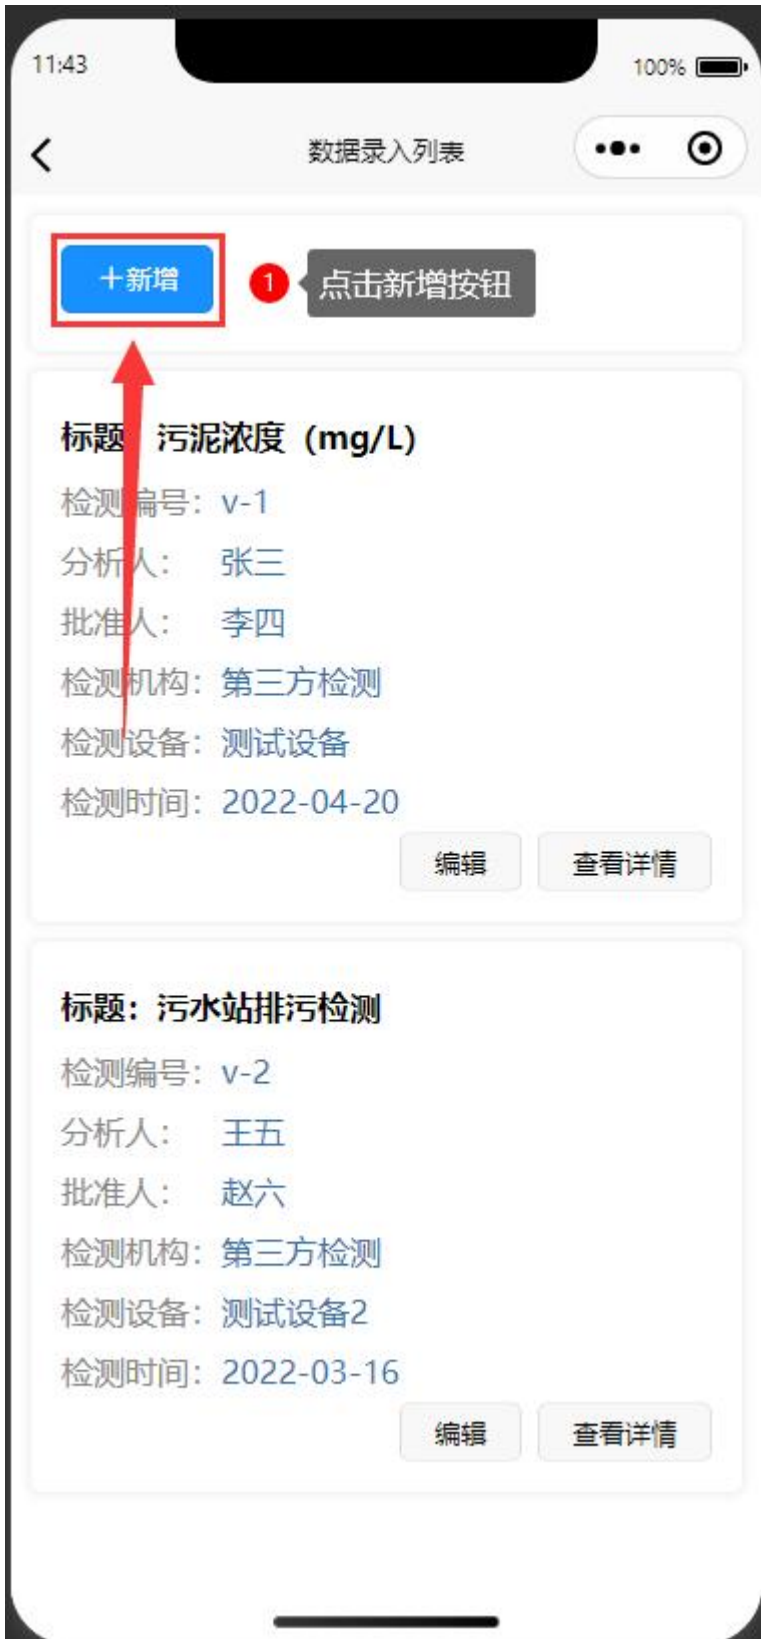 11:43
100%
数据录入列表
+新增
1
点击新增按钮
标题：污泥浓度（mg/L）
检测编号：v-1
分析人：张三
批准人：李四
检测机构：第三方检测
检测设备：测试设备
检测时间：2022-04-20
编辑
查看详情
标题：污水站排污检测
检测编号：v-2
分析人：王五
批准人：赵六
检测机构：第三方检测
检测设备：测试设备2
检测时间：2022-03-16
编辑
查看详情